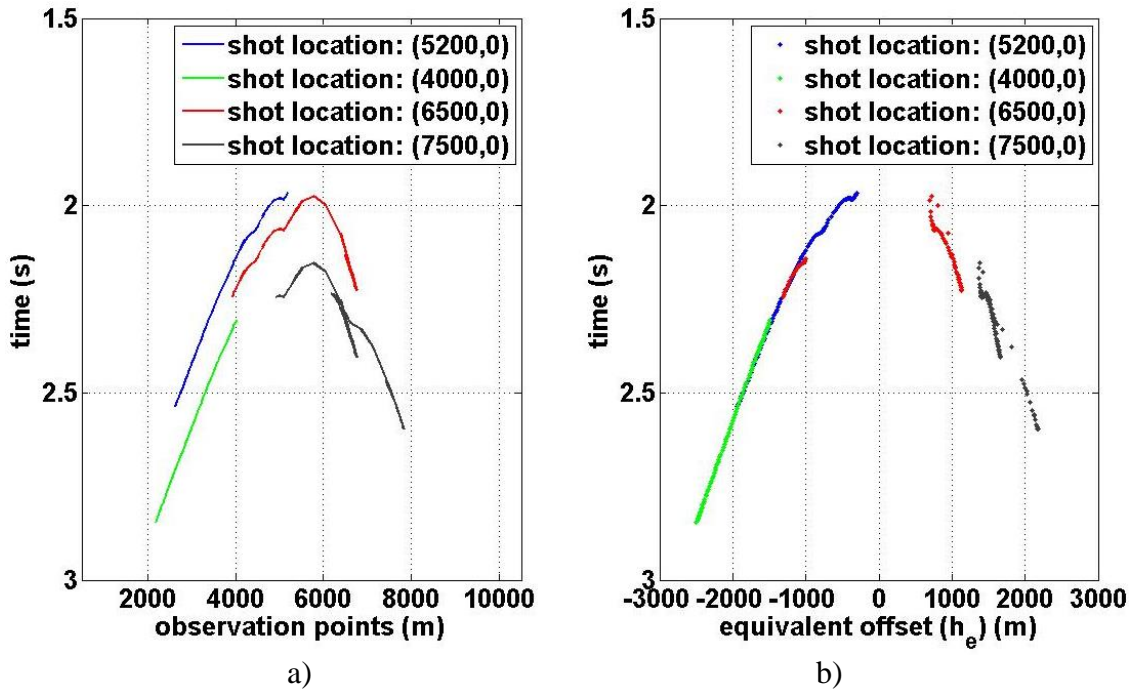 1.5
2
2.5
3
time (s)
shot location: (5200,0)
shot location: (4000,0)
shot location: (6500,0)
shot location: (7500,0)
2000 4000 6000 8000 10000
observation points (m)
a)
1.5
2
2.5
3
time (s)
shot location: (5200,0)
shot location: (4000,0)
shot location: (6500,0)
shot location: (7500,0)
-3000 -2000 -1000 0 1000 2000 3000
equivalent offset (h_e) (m)
b)